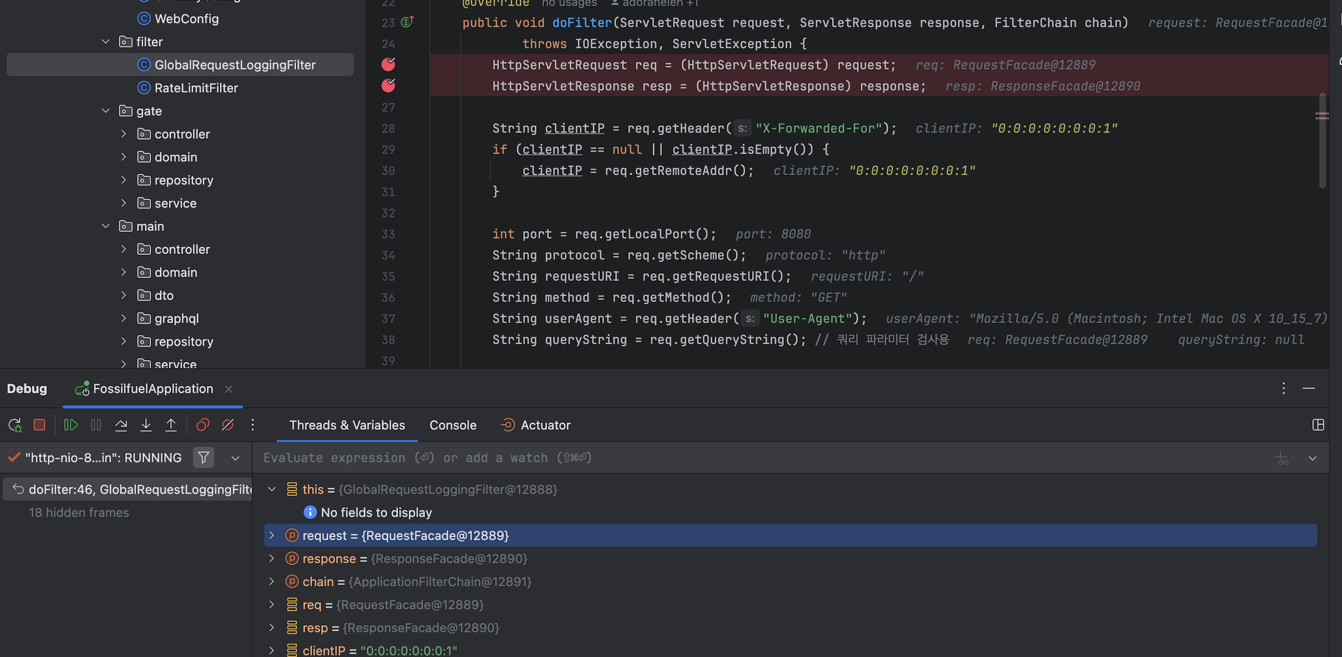 WebConfig
filter
GlobalRequestLoggingFilter
RateLimitFilter
gate
controller
domain
repository
service
main
controller
domain
dto
graphql
repository
service
22 @Override no usages adoranelen +1
23 public void doFilter(ServletRequest request, ServletResponse response, FilterChain chain) request: RequestFacade@1
24 throws IOException, ServletException {
HttpServletRequest req = (HttpServletRequest) request; req: RequestFacade@12889
HttpServletResponse resp = (HttpServletResponse) response; resp: ResponseFacade@12890
27
28 String clientIP = req.getHeader( s: "X-Forwarded-For"); clientIP: "0:0:0:0:0:0:0:1"
29 if (clientIP == null || clientIP.isEmpty()) {
30 clientIP = req.getRemoteAddr(); clientIP: "0:0:0:0:0:0:0:1"
31 }
32
33 int port = req.getLocalPort(); port: 8080
34 String protocol = req.getScheme(); protocol: "http"
35 String requestURI = req.getRequestURI(); requestURI: "/"
36 String method = req.getMethod(); method: "GET"
37 String userAgent = req.getHeader( s: "User-Agent"); userAgent: "Mozilla/5.0 (Macintosh; Intel Mac OS X 10_15_7)
38 String queryString = req.getQueryString(); // 쿼리 파라미터 검사용 req: RequestFacade@12889 queryString: null
39
Debug FossilfuelApplication
Threads & Variables Console Actuator
"http-nio-8...in": RUNNING
Evaluate expression (⏎) or add a watch (⇧⌘⏎)
doFilter:46, GlobalRequestLoggingFilte
18 hidden frames
this = {GlobalRequestLoggingFilter@12888}
No fields to display
request = {RequestFacade@12889}
response = {ResponseFacade@12890}
chain = {ApplicationFilterChain@12891}
req = {RequestFacade@12889}
resp = {ResponseFacade@12890}
clientIP = "0:0:0:0:0:0:0:1"